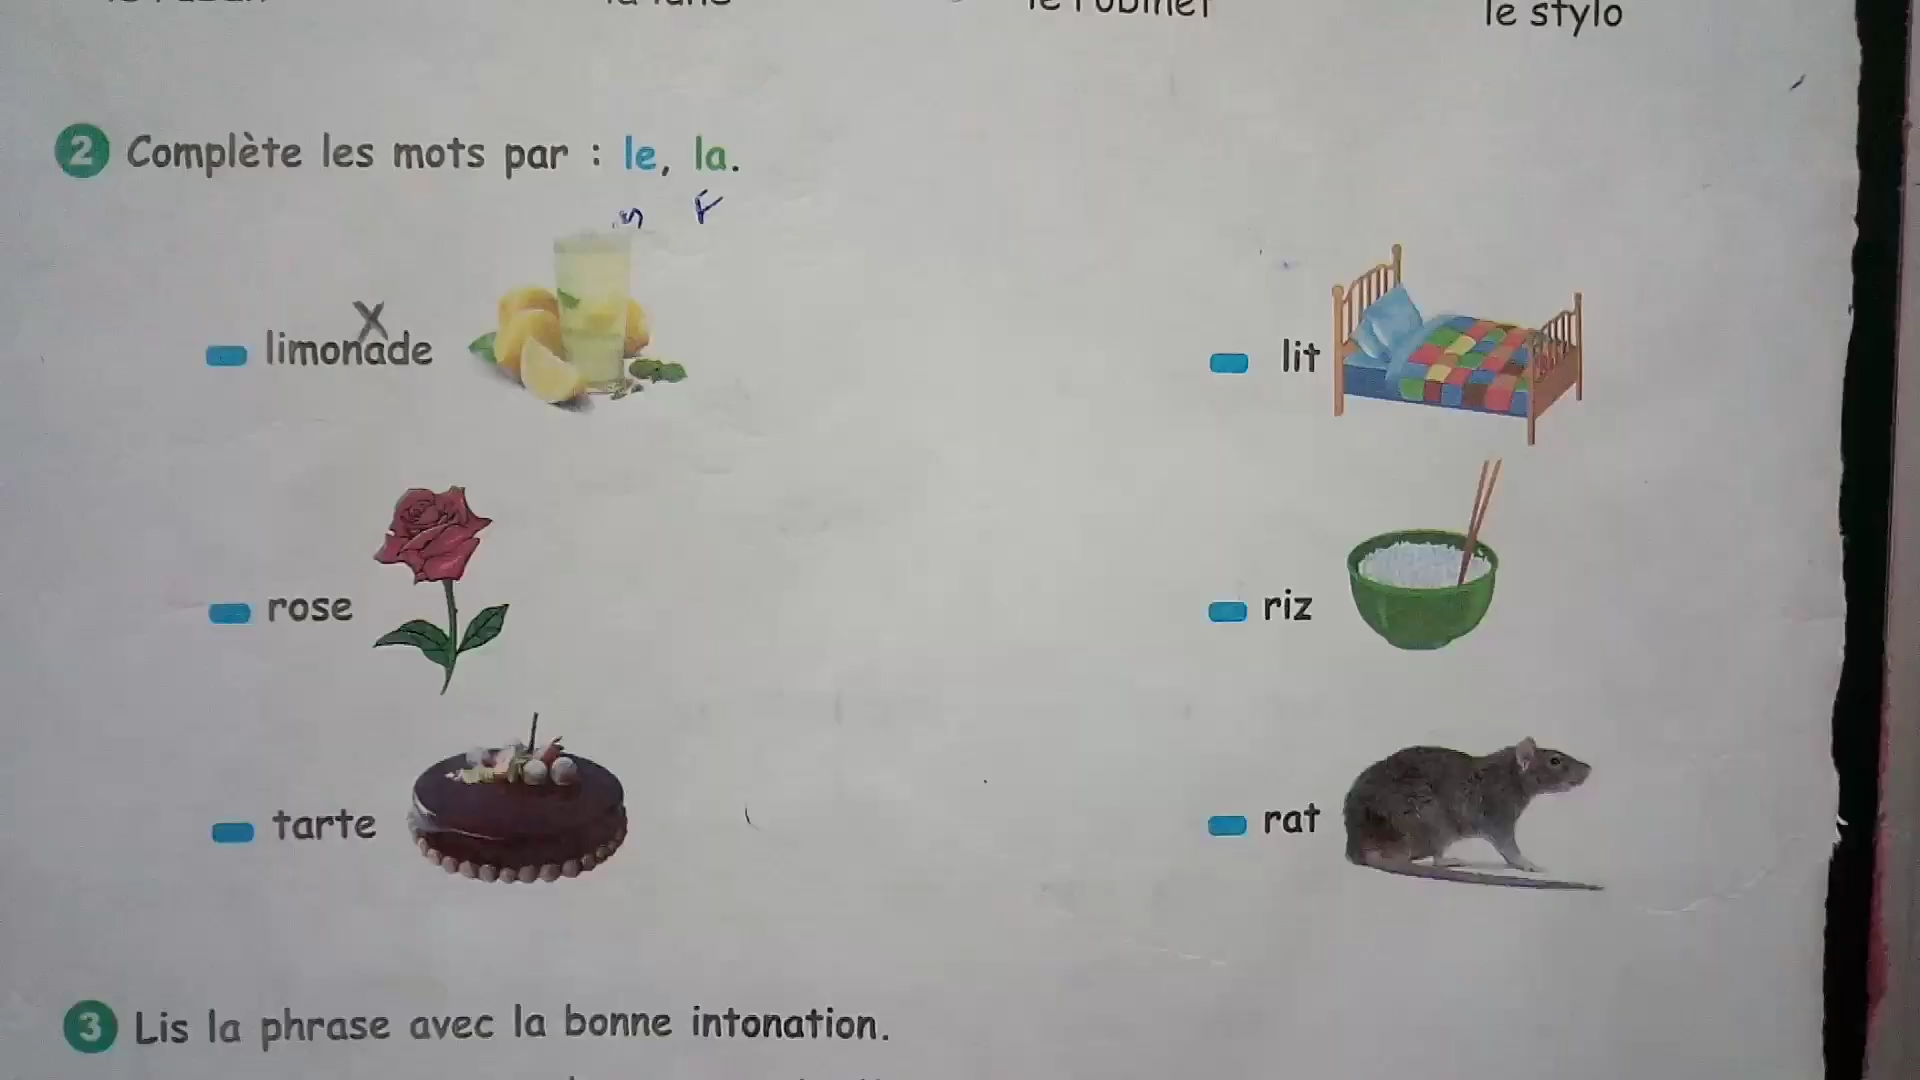 le stylo
2 Complète les mots par : le, la.
F
limonade
lit
rose
riz
tarte
rat
3 Lis la phrase avec la bonne intonation.